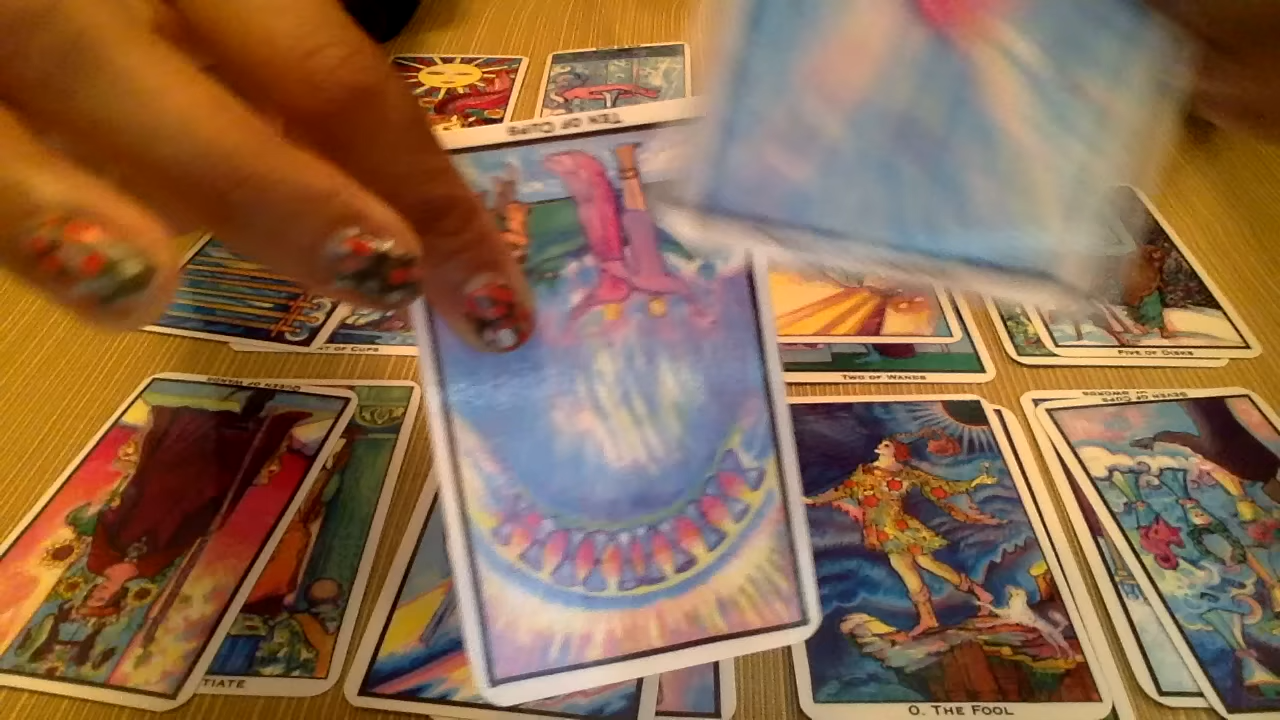 TEN OF CUPS
T OF CUPS
TWO OF WANDS
FIVE OF DISKS
QUEEN OF WANDS
SEVEN OF CUPS
F SWORDS
TIATE
0. THE FOOL